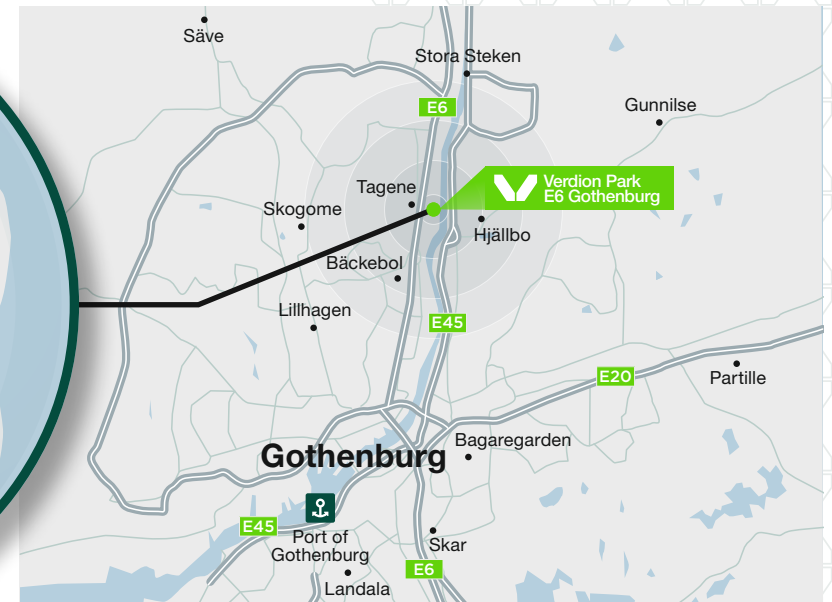 Säve
Stora Steken
E6
Gunnilse
Verdion Park
E6 Gothenburg
Tagene
Skogome
Hjällbo
Bäckebol
Lillhagen
E45
E20
Partille
Bagaregarden
Gothenburg
E45
Port of
Gothenburg
Skar
E6
Landala